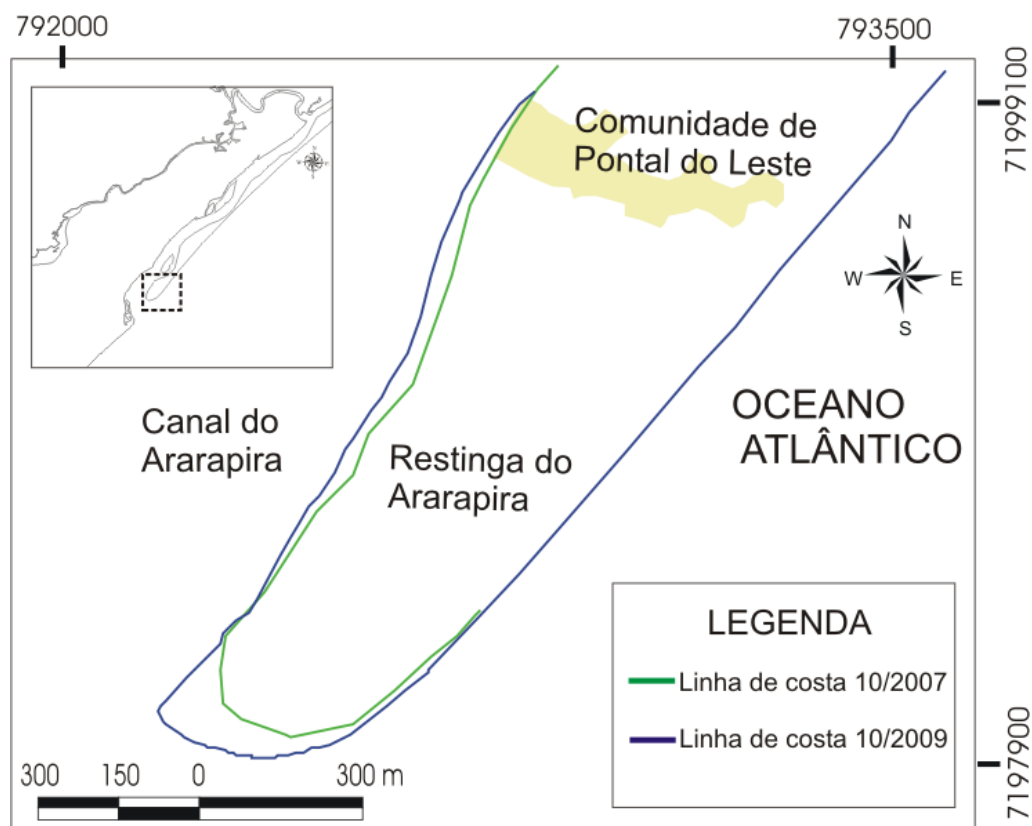 792000
793500
7199100
Comunidade de
Pontal do Leste
N
W
E
S
Canal do
Ararapira
OCEANO
ATLÂNTICO
Restinga do
Ararapira
LEGENDA
Linha de costa 10/2007
Linha de costa 10/2009
300
150
0
300 m
7197900